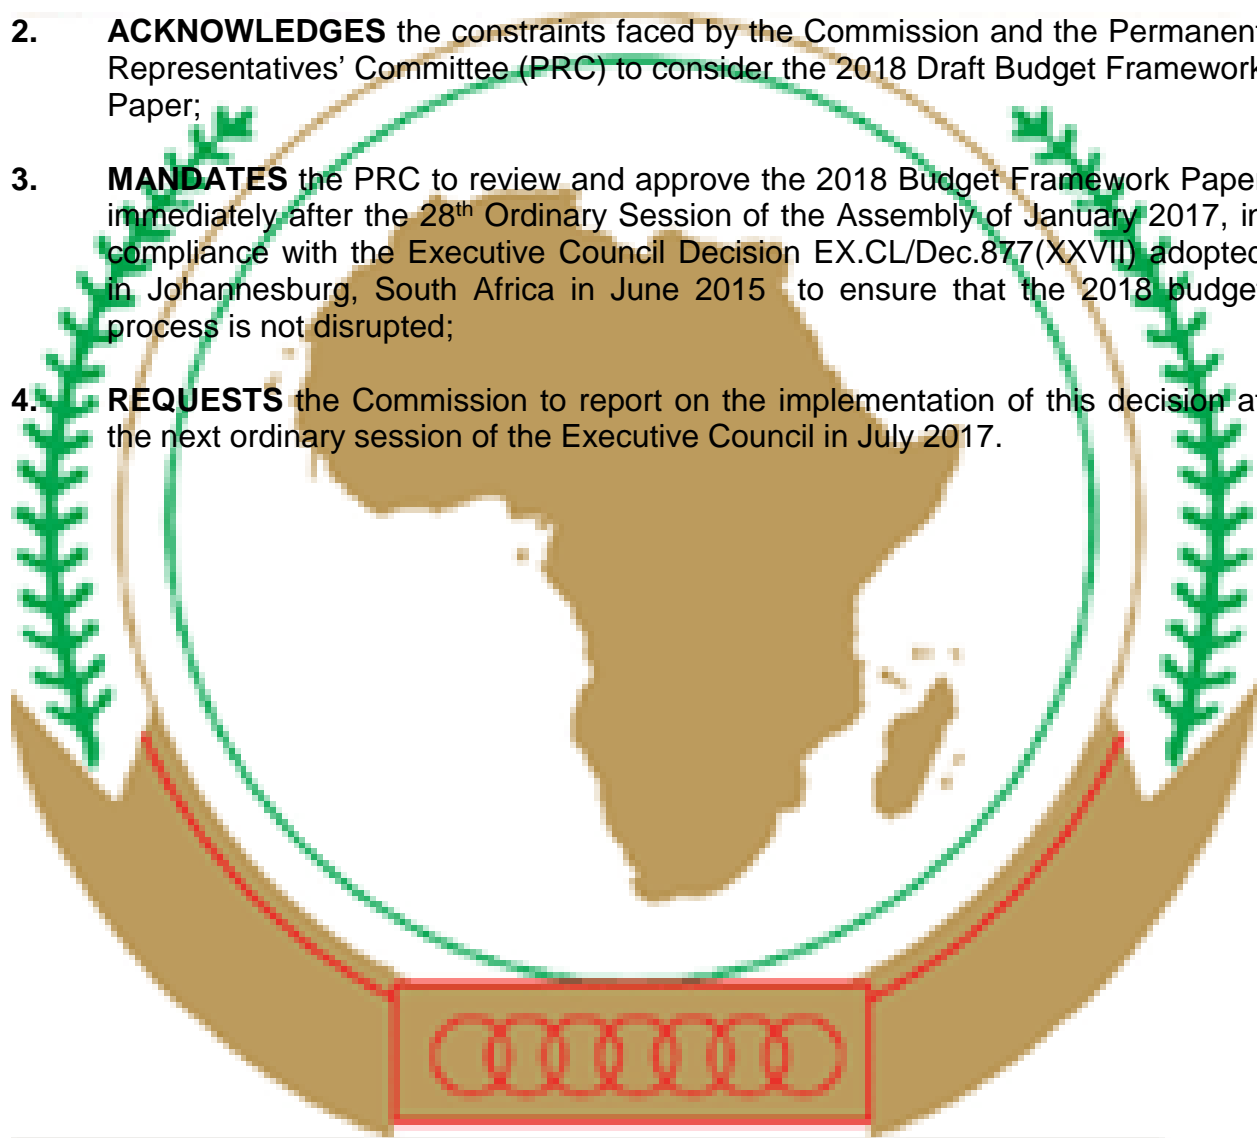 2. ACKNOWLEDGES the constraints faced by the Commission and the Permanent
Representatives’ Committee (PRC) to consider the 2018 Draft Budget Framework
Paper;
3. MANDATES the PRC to review and approve the 2018 Budget Framework Paper
immediately after the 28th Ordinary Session of the Assembly of January 2017, in
compliance with the Executive Council Decision EX.CL/Dec.877(XXVII) adopted
in Johannesburg, South Africa in June 2015 to ensure that the 2018 budget
process is not disrupted;
4. REQUESTS the Commission to report on the implementation of this decision at
the next ordinary session of the Executive Council in July 2017.